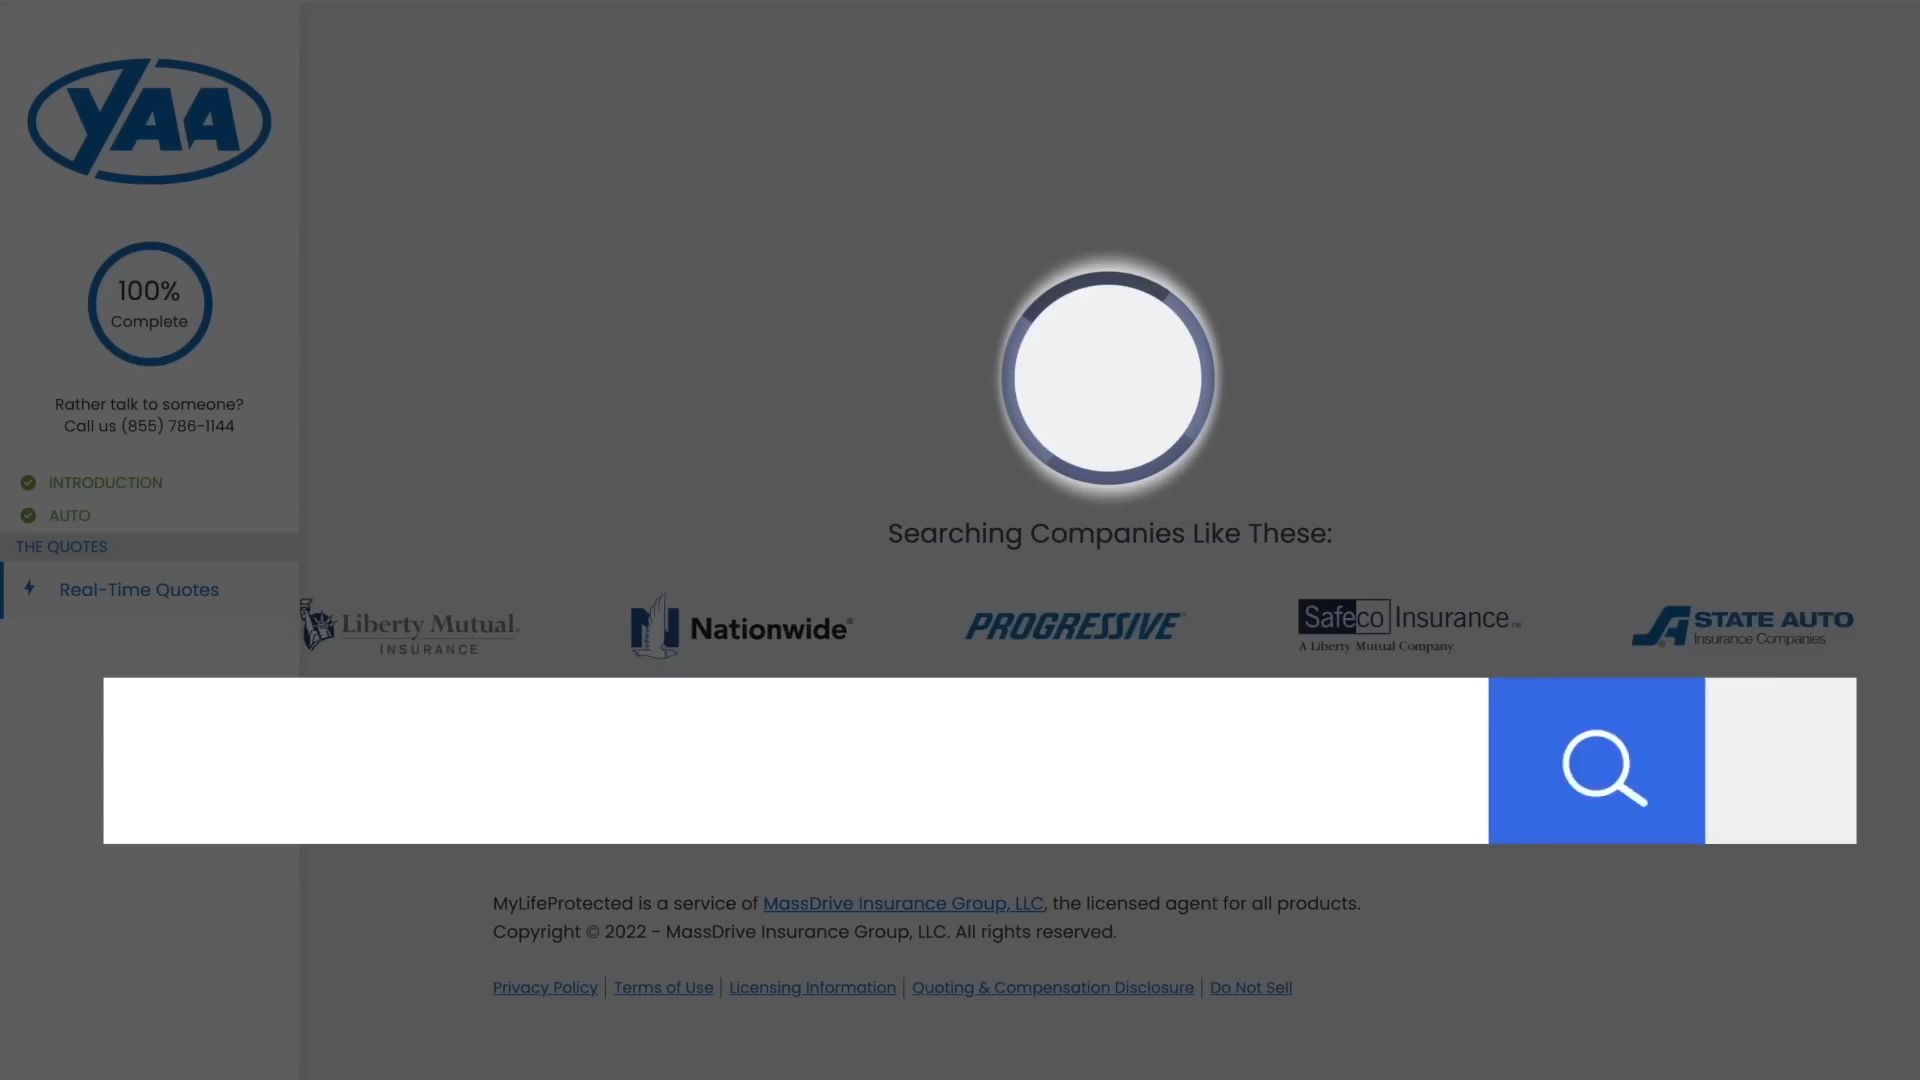 YAA
100%
Complete
Rather talk to someone?
Call us (855) 786-1144
INTRODUCTION
AUTO
THE QUOTES
Real-Time Quotes
Searching Companies Like These:
Liberty Mutual.
INSURANCE
Nationwide®
PROGRESSIVE®
Safeco Insurance™
A Liberty Mutual Company
SA STATE AUTO®
Insurance Companies
MyLifeProtected is a service of MassDrive Insurance Group, LLC, the licensed agent for all products.
Copyright © 2022 - MassDrive Insurance Group, LLC. All rights reserved.
Privacy Policy | Terms of Use | Licensing Information | Quoting & Compensation Disclosure | Do Not Sell